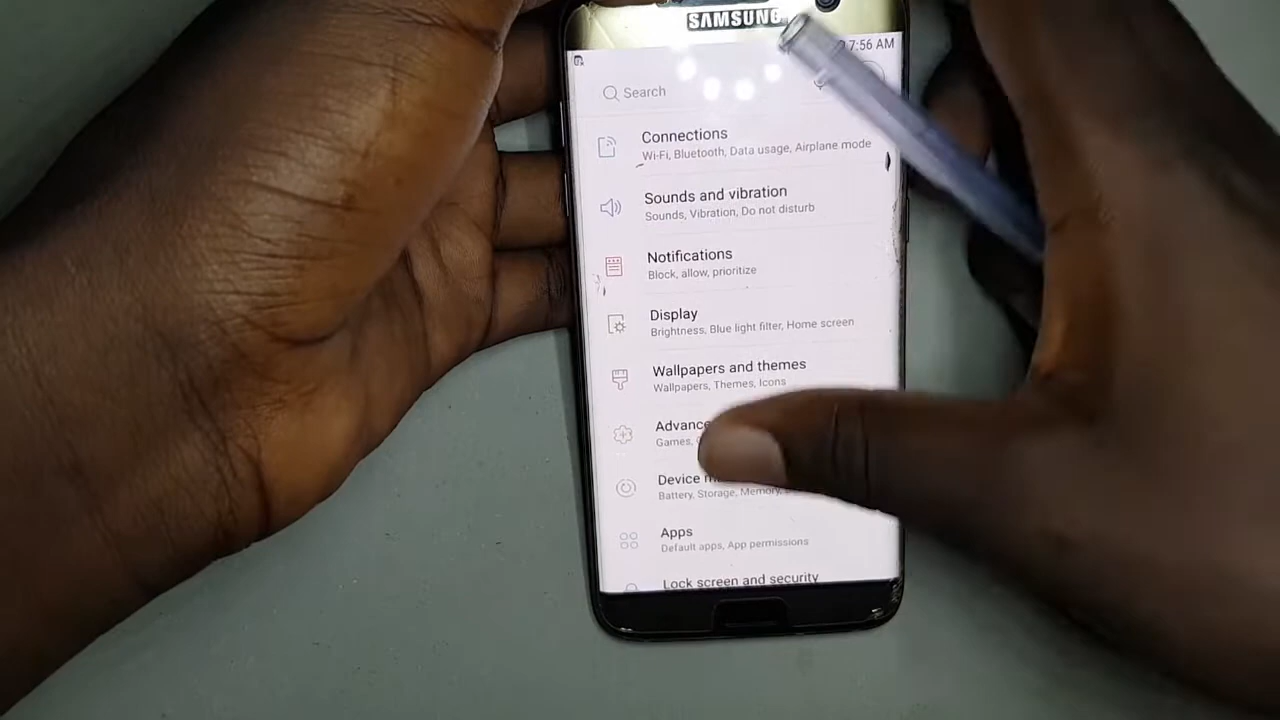 SAMSUNG
7:56 AM
Search
Connections
Wi-Fi, Bluetooth, Data usage, Airplane mode
Sounds and vibration
Sounds, Vibration, Do not disturb
Notifications
Block, allow, prioritize
Display
Brightness, Blue light filter, Home screen
Wallpapers and themes
Wallpapers, Themes, Icons
Games,
Device
Battery, Storage, Memory,
Apps
Default apps, App permissions
Lock screen and security